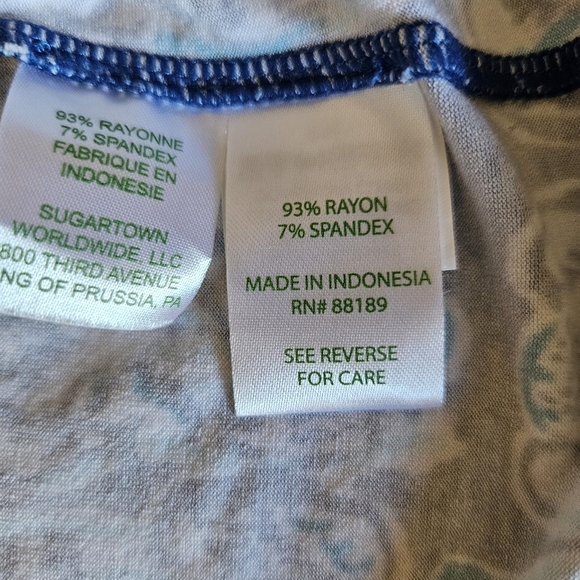 93% RAYONNE
7% SPANDEX
FABRIQUE EN
INDONESIE
SUGARTOWN
WORLDWIDE, LLC
800 THIRD AVENUE
NG OF PRUSSIA, PA
93% RAYON
7% SPANDEX
MADE IN INDONESIA
RN# 88189
SEE REVERSE
FOR CARE